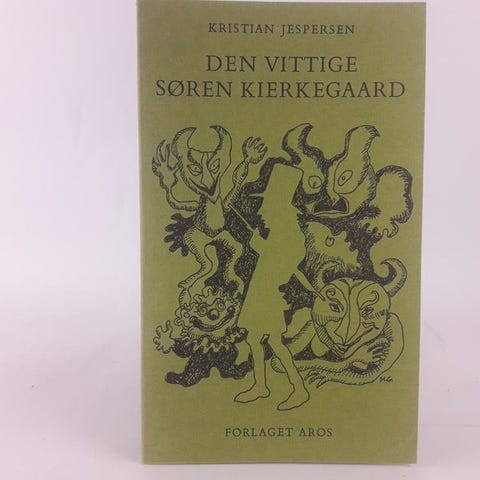 KRISTIAN JESPERSEN
DEN VITTIGE
SØREN KIERKEGAARD
FORLAGET AROS